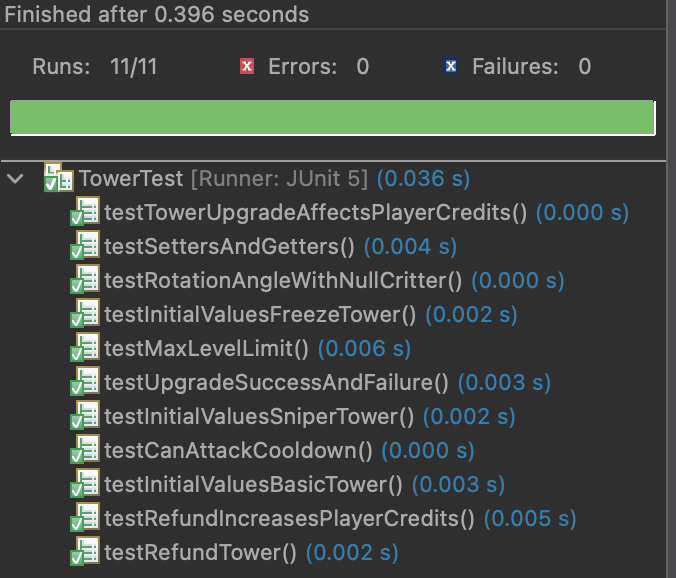 Finished after 0.396 seconds
Runs: 11/11 Errors: 0 Failures: 0
TowerTest [Runner: JUnit 5] (0.036 s)
testTowerUpgradeAffectsPlayerCredits() (0.000 s)
testSettersAndGetters() (0.004 s)
testRotationAngleWithNullCritter() (0.000 s)
testInitialValuesFreezeTower() (0.002 s)
testMaxLevelLimit() (0.006 s)
testUpgradeSuccessAndFailure() (0.003 s)
testInitialValuesSniperTower() (0.002 s)
testCanAttackCooldown() (0.000 s)
testInitialValuesBasicTower() (0.003 s)
testRefundIncreasesPlayerCredits() (0.005 s)
testRefundTower() (0.002 s)